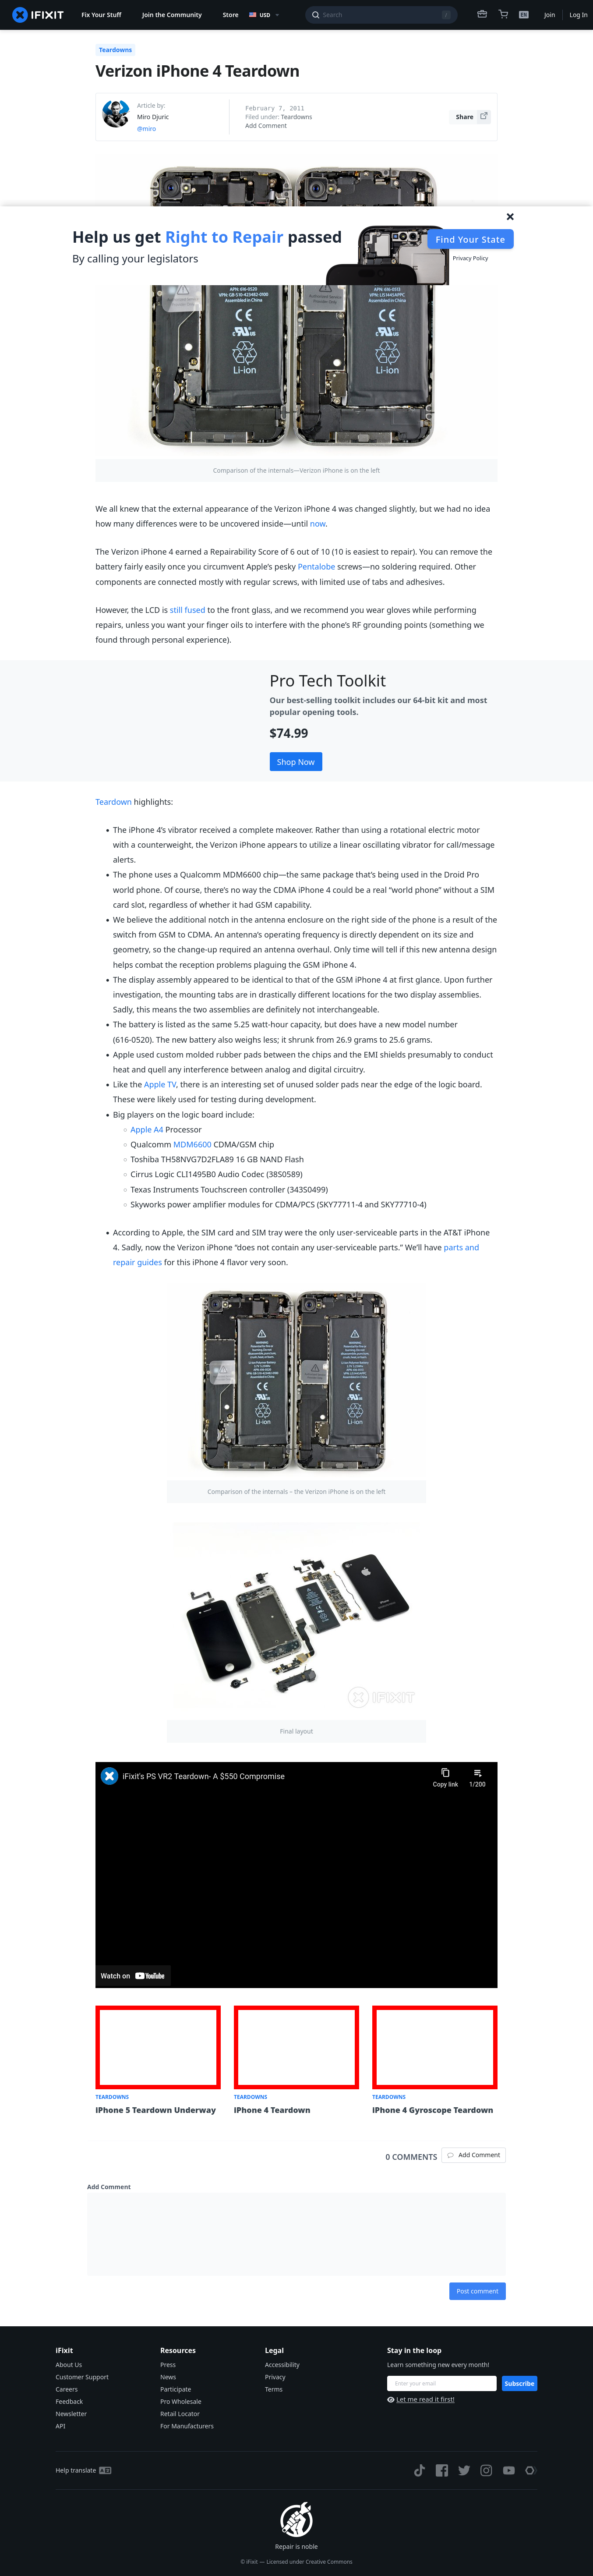 IFIXIT
Fix Your Stuff
Join the Community
Store
USD
Search
/
EN
Join
Log In
Teardowns
Verizon iPhone 4 Teardown
Article by:
Miro Djuric
@miro
February 7, 2011
Filed under: Teardowns
Add Comment
Share
Help us get Right to Repair passed
By calling your legislators
Find Your State
Privacy Policy
Li-ion
Li-ion
Comparison of the internals—Verizon iPhone is on the left
We all knew that the external appearance of the Verizon iPhone 4 was changed slightly, but we had no idea
how many differences were to be uncovered inside—until now.
The Verizon iPhone 4 earned a Repairability Score of 6 out of 10 (10 is easiest to repair). You can remove the
battery fairly easily once you circumvent Apple’s pesky Pentalobe screws—no soldering required. Other
components are connected mostly with regular screws, with limited use of tabs and adhesives.
However, the LCD is still fused to the front glass, and we recommend you wear gloves while performing
repairs, unless you want your finger oils to interfere with the phone’s RF grounding points (something we
found through personal experience).
Pro Tech Toolkit
Our best-selling toolkit includes our 64-bit kit and most
popular opening tools.
$74.99
Shop Now
Teardown highlights:
The iPhone 4’s vibrator received a complete makeover. Rather than using a rotational electric motor
with a counterweight, the Verizon iPhone appears to utilize a linear oscillating vibrator for call/message
alerts.
The phone uses a Qualcomm MDM6600 chip—the same package that’s being used in the Droid Pro
world phone. Of course, there’s no way the CDMA iPhone 4 could be a real “world phone” without a SIM
card slot, regardless of whether it had GSM capability.
We believe the additional notch in the antenna enclosure on the right side of the phone is a result of the
switch from GSM to CDMA. An antenna’s operating frequency is directly dependent on its size and
geometry, so the change-up required an antenna overhaul. Only time will tell if this new antenna design
helps combat the reception problems plaguing the GSM iPhone 4.
The display assembly appeared to be identical to that of the GSM iPhone 4 at first glance. Upon further
investigation, the mounting tabs are in drastically different locations for the two display assemblies.
Sadly, this means the two assemblies are definitely not interchangeable.
The battery is listed as the same 5.25 watt-hour capacity, but does have a new model number
(616-0520). The new battery also weighs less; it shrunk from 26.9 grams to 25.6 grams.
Apple used custom molded rubber pads between the chips and the EMI shields presumably to conduct
heat and quell any interference between analog and digital circuitry.
Like the Apple TV, there is an interesting set of unused solder pads near the edge of the logic board.
These were likely used for testing during development.
Big players on the logic board include:
Apple A4 Processor
Qualcomm MDM6600 CDMA/GSM chip
Toshiba TH58NVG7D2FLA89 16 GB NAND Flash
Cirrus Logic CLI1495B0 Audio Codec (38S0589)
Texas Instruments Touchscreen controller (343S0499)
Skyworks power amplifier modules for CDMA/PCS (SKY77711-4 and SKY77710-4)
According to Apple, the SIM card and SIM tray were the only user-serviceable parts in the AT&T iPhone
4. Sadly, now the Verizon iPhone “does not contain any user-serviceable parts.” We’ll have parts and
repair guides for this iPhone 4 flavor very soon.
Li-ion
Li-ion
Comparison of the internals – the Verizon iPhone is on the left
IFIXIT
Final layout
iFixit's PS VR2 Teardown- A $550 Compromise
Copy link
1/200
Watch on YouTube
TEARDOWNS
iPhone 5 Teardown Underway
TEARDOWNS
iPhone 4 Teardown
TEARDOWNS
iPhone 4 Gyroscope Teardown
0 COMMENTS
Add Comment
Add Comment
Post comment
iFixit
About Us
Customer Support
Careers
Feedback
Newsletter
API
Resources
Press
News
Participate
Pro Wholesale
Retail Locator
For Manufacturers
Legal
Accessibility
Privacy
Terms
Stay in the loop
Learn something new every month!
Enter your email
Subscribe
Let me read it first!
Help translate
Repair is noble
© iFixit — Licensed under Creative Commons